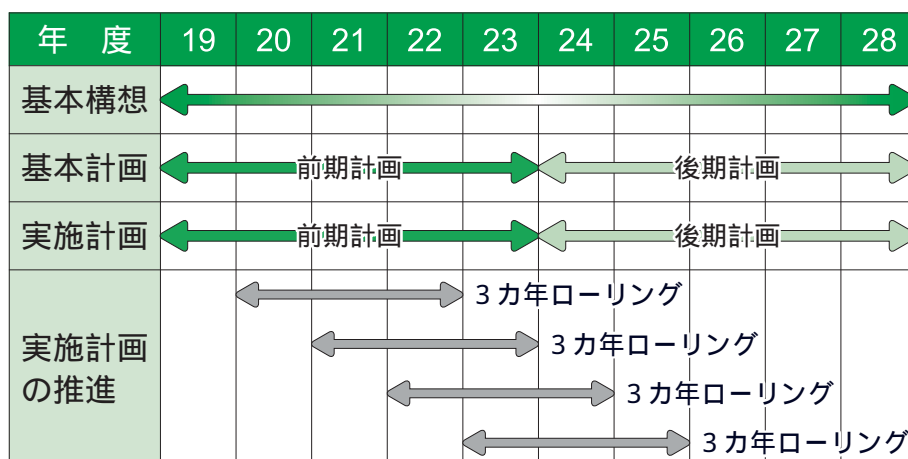 年 度 19 20 21 22 23 24 25 26 27 28
基本構想
基本計画 前期計画 後期計画
実施計画 前期計画 後期計画
実施計画
の推進
3カ年ローリング
3カ年ローリング
3カ年ローリング
3カ年ローリング